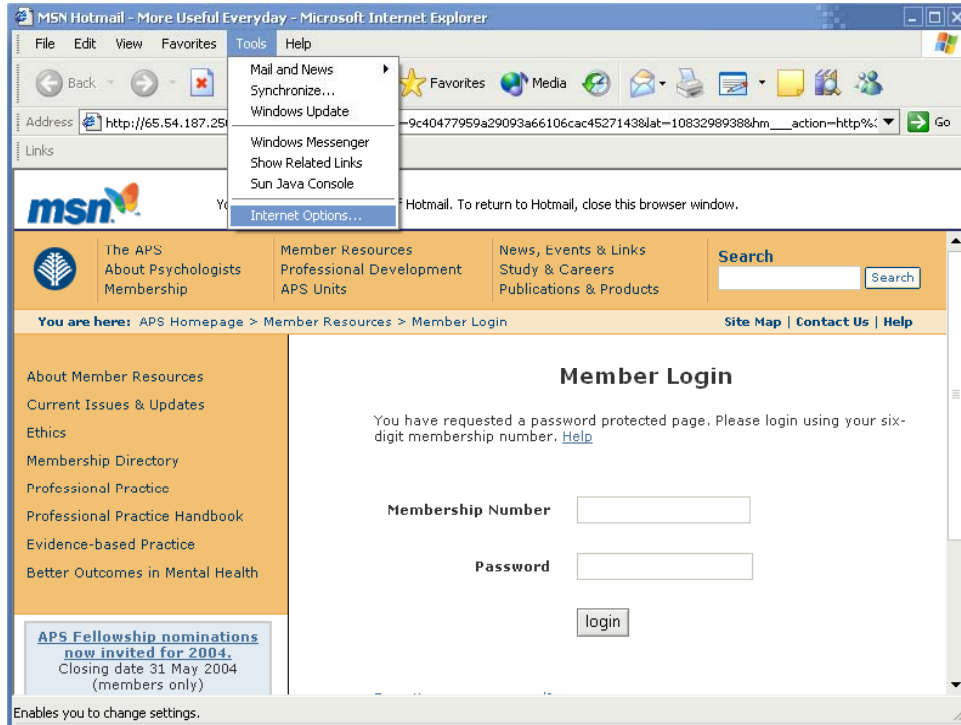 MSN Hotmail - More Useful Everyday - Microsoft Internet Explorer
File Edit View Favorites Tools Help
Back Favorites Media
Mail and News
Synchronize...
Windows Update
Windows Messenger
Show Related Links
Sun Java Console
Internet Options...
Address http://65.54.187.25 =9c40477959a29093a66106cac4527143&lat=1083298938&hm___action=http%: Go
Links
msn Hotmail. To return to Hotmail, close this browser window.
The APS
About Psychologists
Membership
Member Resources
Professional Development
APS Units
News, Events & Links
Study & Careers
Publications & Products
Search
Search
You are here: APS Homepage > Member Resources > Member Login
Site Map | Contact Us | Help
About Member Resources
Current Issues & Updates
Ethics
Membership Directory
Professional Practice
Professional Practice Handbook
Evidence-based Practice
Better Outcomes in Mental Health
APS Fellowship nominations
now invited for 2004.
Closing date 31 May 2004
(members only)
Member Login
You have requested a password protected page. Please login using your six-
digit membership number. Help
Membership Number
Password
login
Enables you to change settings.